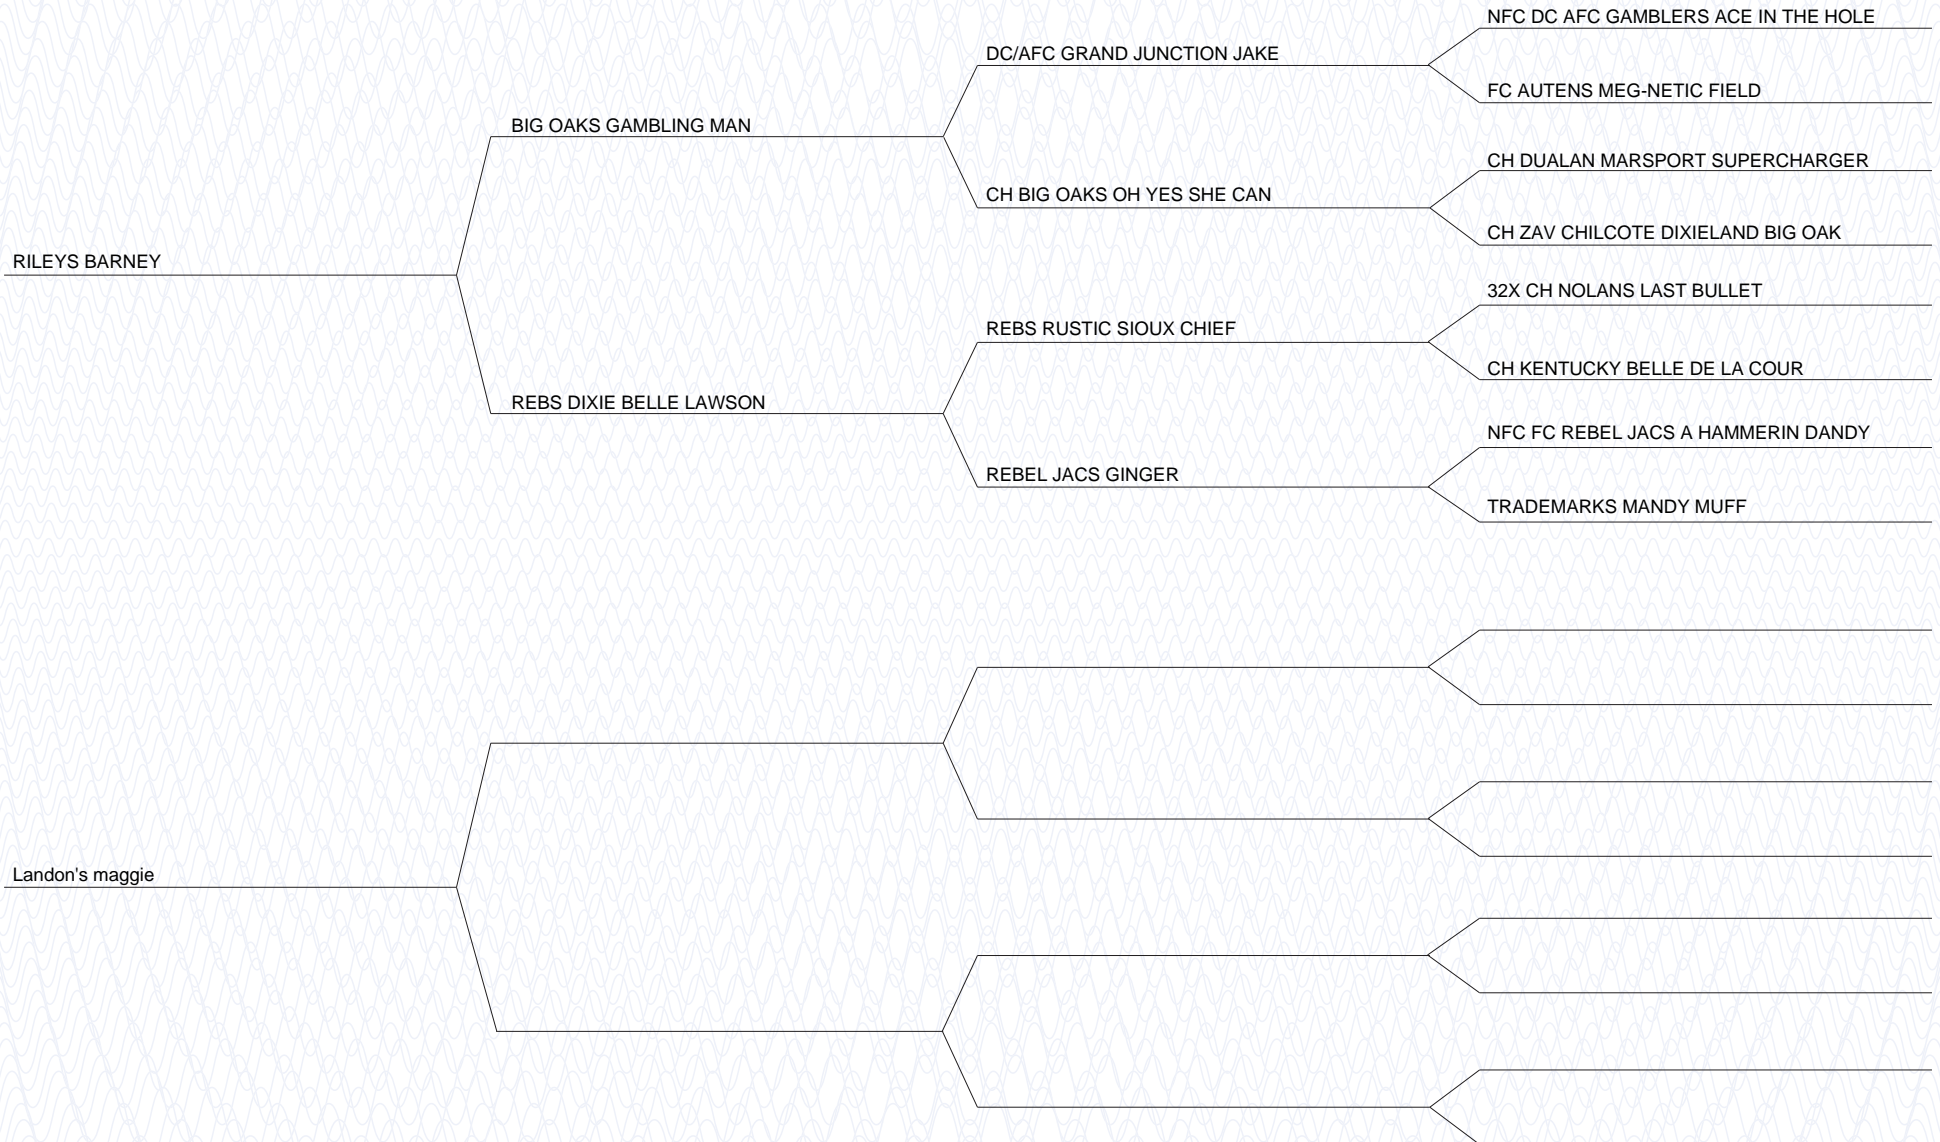 NFC DC AFC GAMBLERS ACE IN THE HOLE
DC/AFC GRAND JUNCTION JAKE
FC AUTENS MEG-NETIC FIELD
BIG OAKS GAMBLING MAN
CH DUALAN MARSPORT SUPERCHARGER
CH BIG OAKS OH YES SHE CAN
CH ZAV CHILCOTE DIXIELAND BIG OAK
RILEYS BARNEY
32X CH NOLANS LAST BULLET
REBS RUSTIC SIOUX CHIEF
CH KENTUCKY BELLE DE LA COUR
REBS DIXIE BELLE LAWSON
NFC FC REBEL JACS A HAMMERIN DANDY
REBEL JACS GINGER
TRADEMARKS MANDY MUFF
Landon's maggie